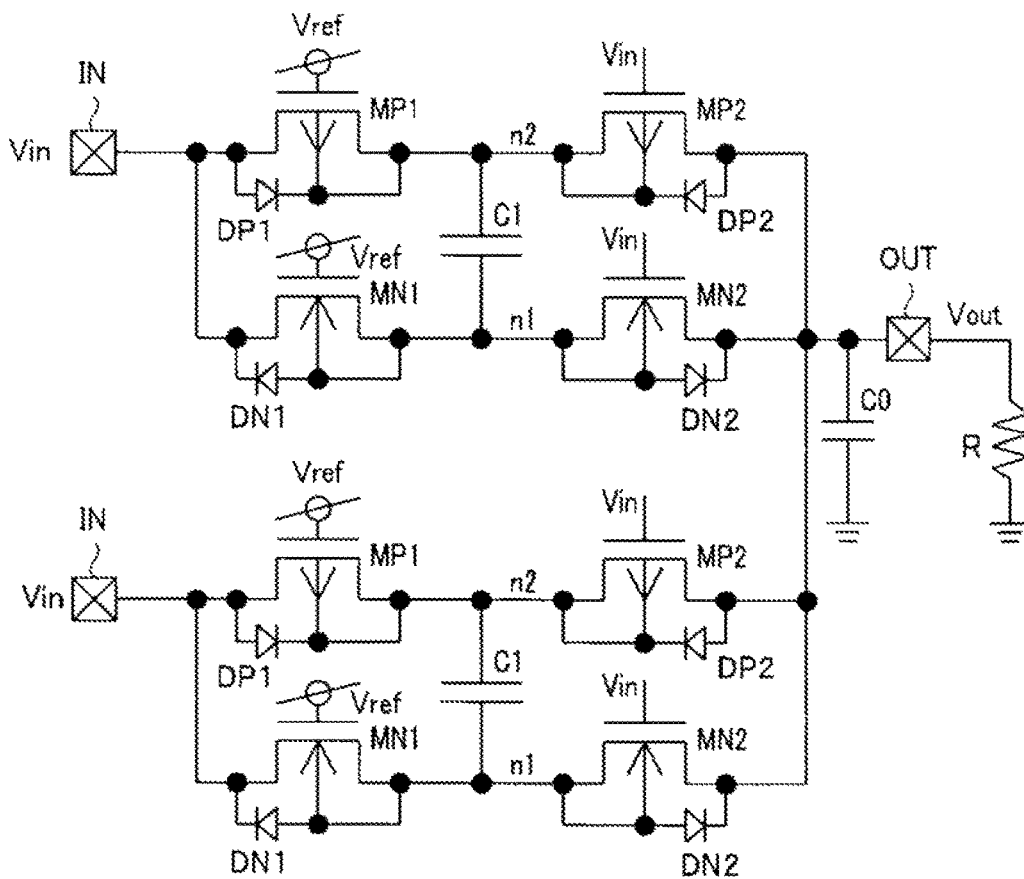 Vref
IN
MP1
Vin
MP2
Vin
n2
DP1
C1
DP2
Vref
MN1
Vin
MN2
OUT
Vout
n1
DN1
DN2
C0
R
Vref
IN
MP1
Vin
MP2
Vin
n2
DP1
C1
DP2
Vref
MN1
Vin
MN2
n1
DN1
DN2